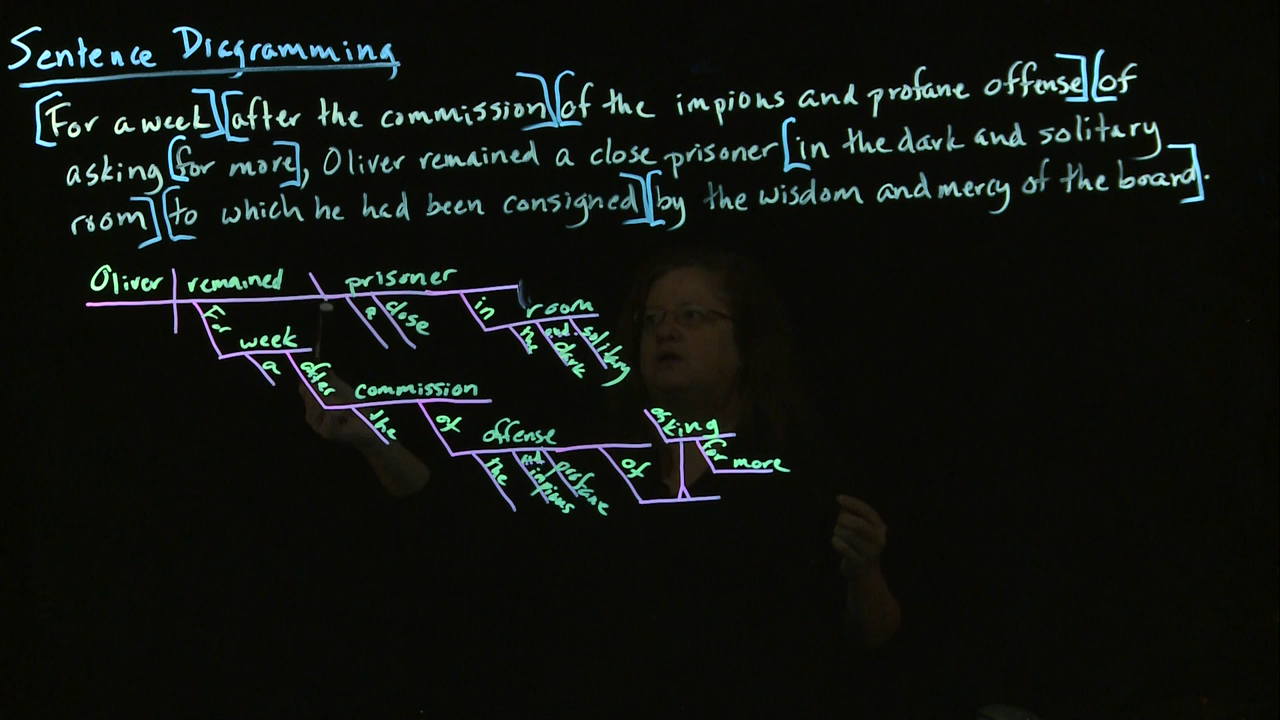 Sentence Diagramming
[For a week][after the commission][of the impious and profane offense][of
asking [for more], Oliver remained a close prisoner [in the dark and solitary
room][to which he had been consigned][by the wisdom and mercy of the board].
Oliver remained prisoner
a close in room
the and dark solitary
For week
a after commission
the of offense
the and impious profane of
asking
for more